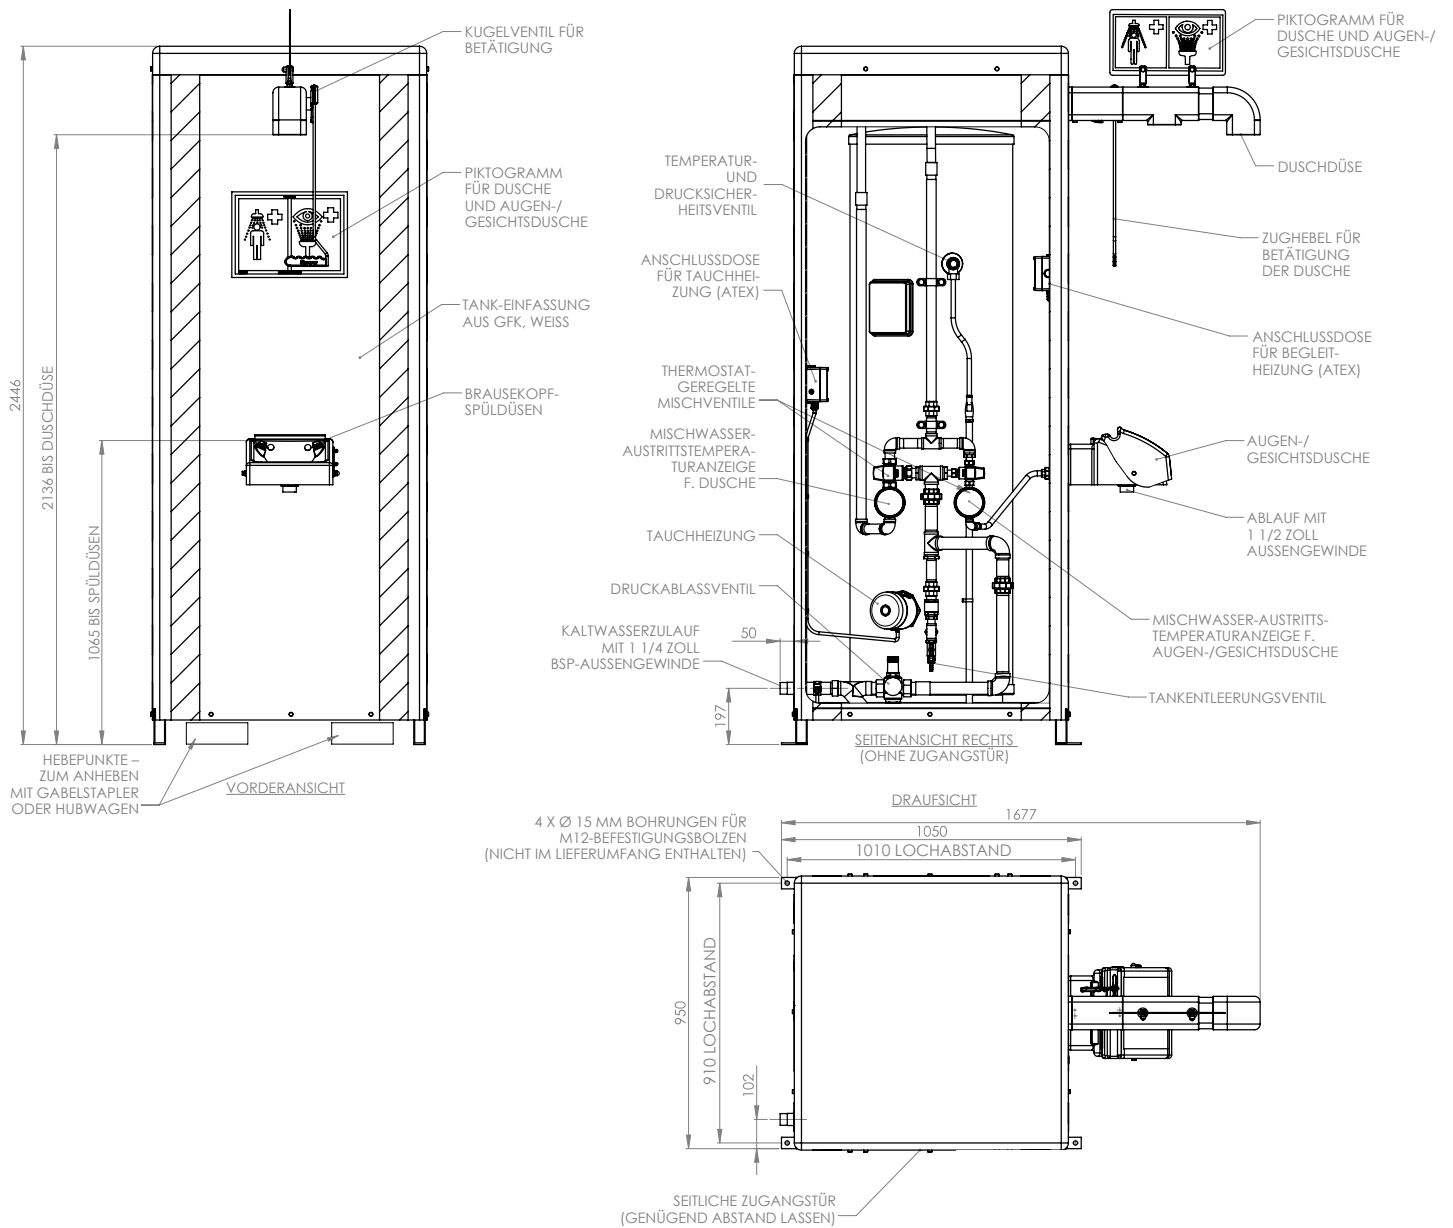 KUGELVENTIL FÜR
BETÄTIGUNG
PIKTOGRAMM
FÜR DUSCHE
UND AUGEN-/
GESICHTSDUSCHE
TANK-EINFASSUNG
AUS GFK, WEISS
BRAUSEKOPF-
SPÜLDÜSEN
2446
2136 BIS DUSCHDÜSE
1065 BIS SPÜLDÜSEN
HEBEPUNKTE –
ZUM ANHEBEN
MIT GABELSTAPLER
ODER HUBWAGEN
VORDERANSICHT
PIKTOGRAMM FÜR
DUSCHE UND AUGEN-/
GESICHTSDUSCHE
DUSCHDÜSE
ZUGHEBEL FÜR
BETÄTIGUNG
DER DUSCHE
ANSCHLUSSDOSE
FÜR BEGLEIT-
HEIZUNG (ATEX)
AUGEN-/
GESICHTSDUSCHE
ABLAUF MIT
1 1/2 ZOLL
AUSSENGEWINDE
MISCHWASSER-AUSTRITTS-
TEMPERATURANZEIGE F.
AUGEN-/GESICHTSDUSCHE
TANKENTLEERUNGSVENTIL
TEMPERATUR-
UND
DRUCKSICHER-
HEITSVENTIL
ANSCHLUSSDOSE
FÜR TAUCHHEI-
ZUNG (ATEX)
THERMOSTAT-
GEREGELTE
MISCHVENTILE
MISCHWASSER-
AUSTRITTSTEMPERA-
TURANZEIGE
F. DUSCHE
TAUCHHEIZUNG
DRUCKABLASSVENTIL
KALTWASSERZULAUF
MIT 1 1/4 ZOLL
BSP-AUSSENGEWINDE
50
197
SEITENANSICHT RECHTS
(OHNE ZUGANGSTÜR)
DRAUFSICHT
1677
1050
1010 LOCHABSTAND
4 X Ø 15 MM BOHRUNGEN FÜR
M12-BEFESTIGUNGSBOLZEN
(NICHT IM LIEFERUMFANG ENTHALTEN)
950
910 LOCHABSTAND
102
SEITLICHE ZUGANGSTÜR
(GENÜGEND ABSTAND LASSEN)